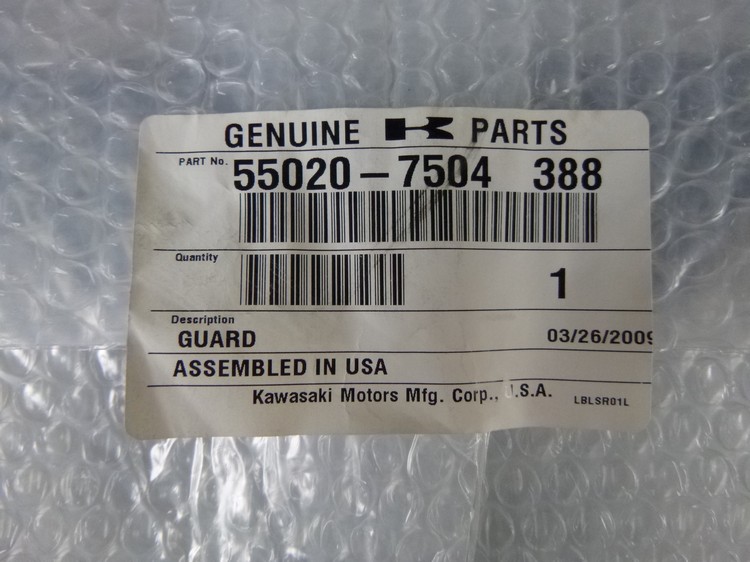 GENUINE K PARTS
PART No. 55020-7504 388
Quantity 1
Description
GUARD 03/26/2009
ASSEMBLED IN USA
Kawasaki Motors Mfg. Corp., U.S.A. LBLSR01L